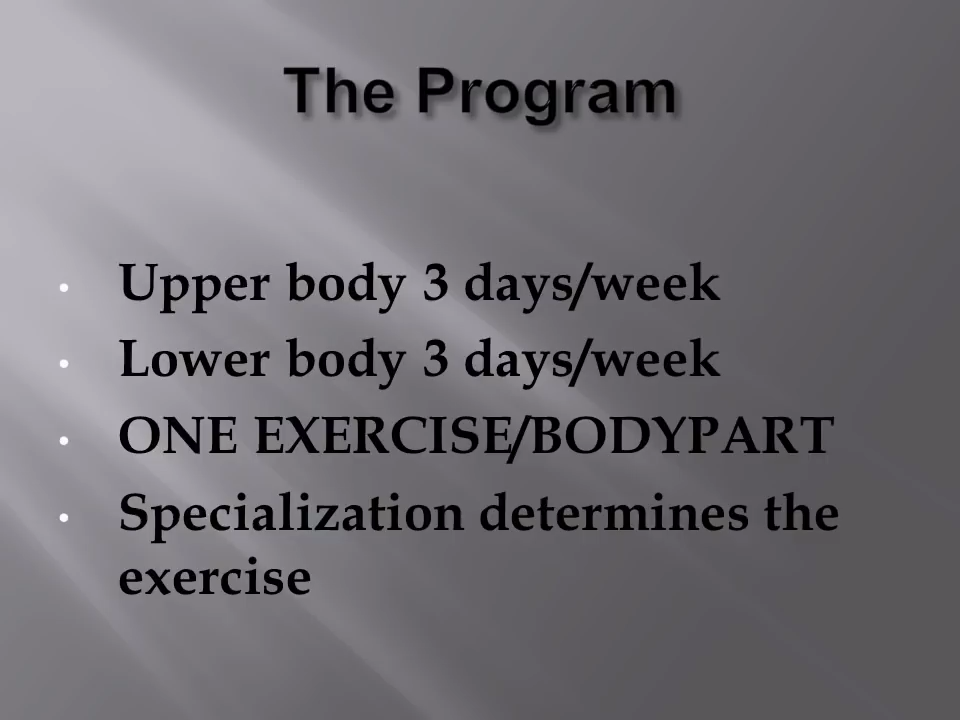 The Program
• Upper body 3 days/week
• Lower body 3 days/week
• ONE EXERCISE/BODYPART
• Specialization determines the
exercise